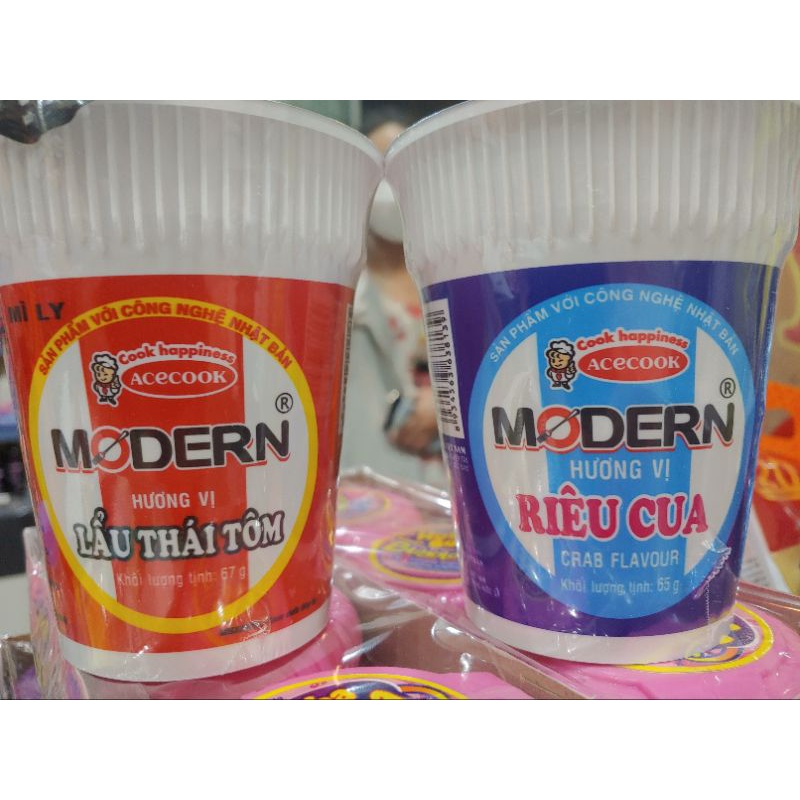 MÌ LY
SẢN PHẨM VỚI CÔNG NGHỆ NHẬT BẢN
Cook happiness
ACECOOK
MODERN®
HƯƠNG VỊ
LẨU THÁI TÔM
Khối lượng tịnh: 67 g
SẢN PHẨM VỚI CÔNG NGHỆ NHẬT BẢN
Cook happiness
ACECOOK
MODERN®
HƯƠNG VỊ
RIÊU CUA
CRAB FLAVOUR
Khối lượng tịnh: 65 g